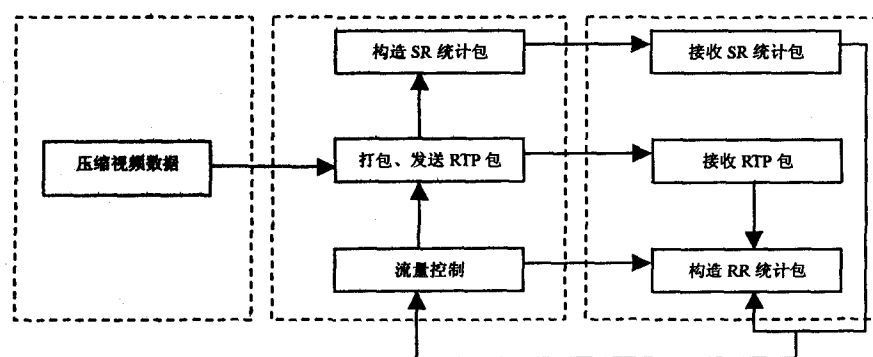 构造 SR 统计包
接收 SR 统计包
压缩视频数据
打包、发送 RTP 包
接收 RTP 包
流量控制
构造 RR 统计包